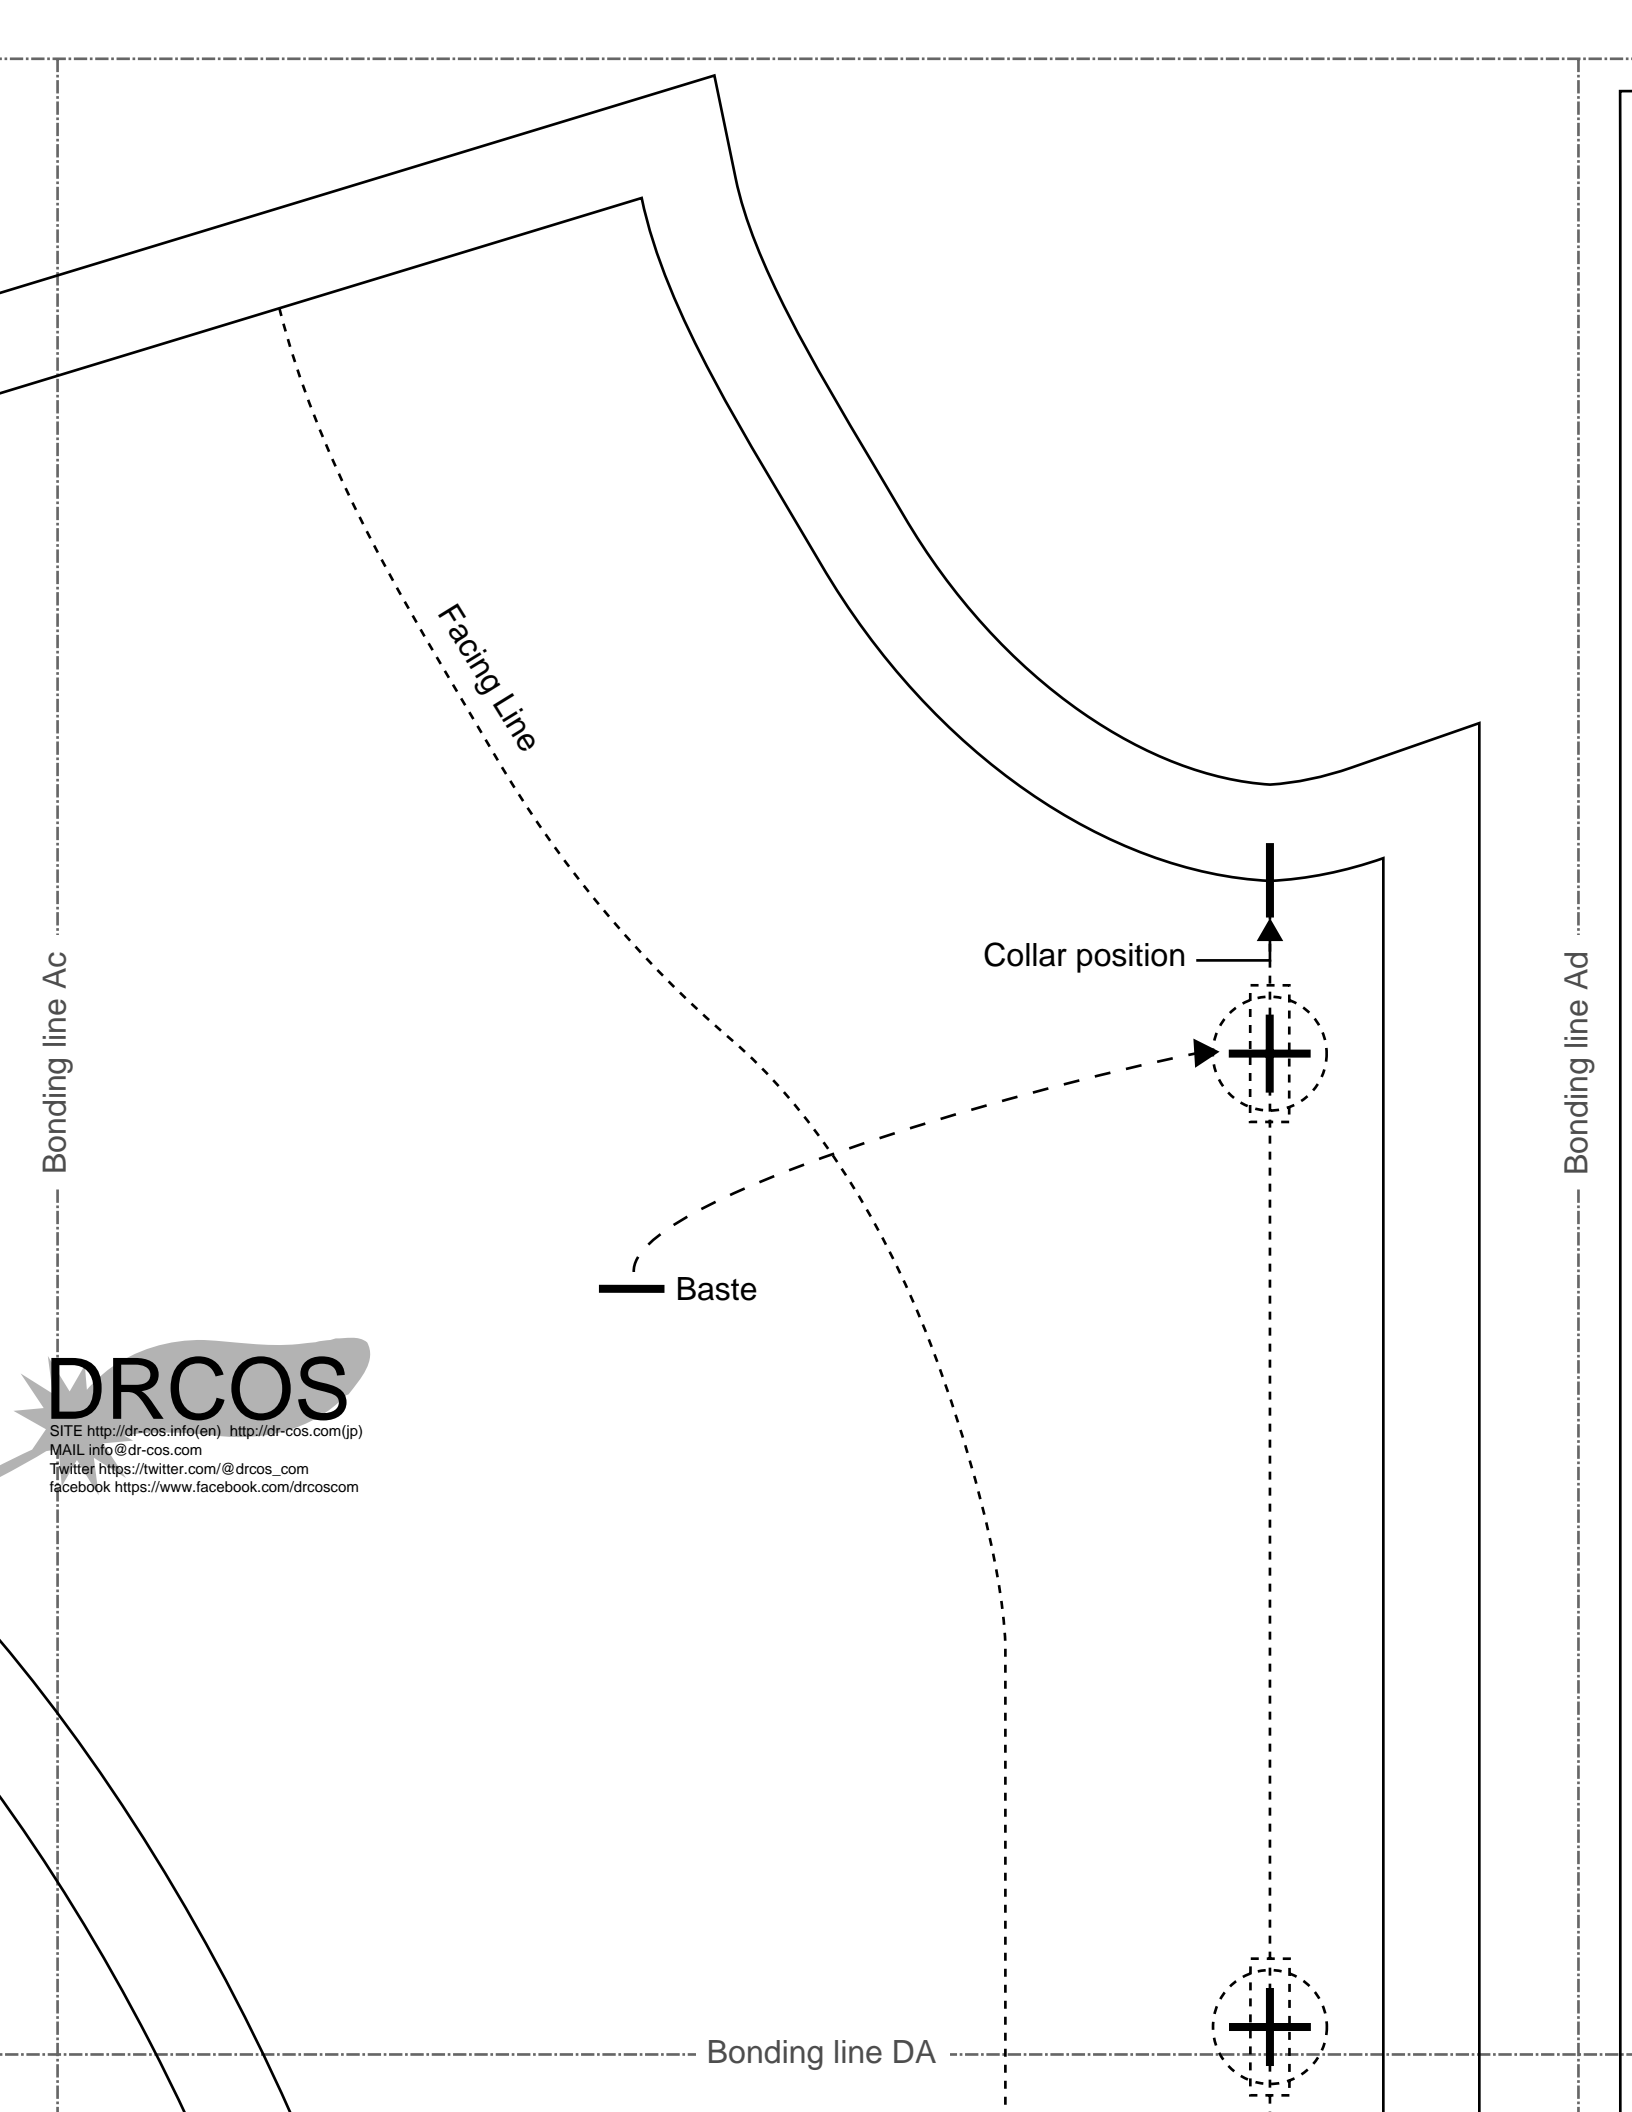 Facing Line
Collar position
Bonding line Ac
Bonding line Ad
Baste
DRCOS
SITE http://dr-cos.info(en)  http://dr-cos.com(jp)
MAIL info@dr-cos.com
Twitter https://twitter.com/@drcos_com
facebook https://www.facebook.com/drcoscom
Bonding line DA